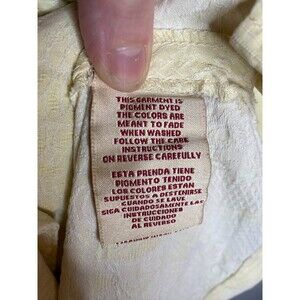 THIS GARMENT IS
PIGMENT DYED
THE COLORS ARE
MEANT TO FADE
WHEN WASHED
FOLLOW THE CARE
INSTRUCTIONS
ON REVERSE CAREFULLY
ESTA PRENDA TIENE
PIGMENTO TENIDO
LOS COLORES ESTAN
SUPUESTOS A DESTENIRSE
CUANDO SE LAVE
SIGA CUIDADOSAMENTE LAS
INSTRUCCIONES
DE CUIDADO
AL REVERSO